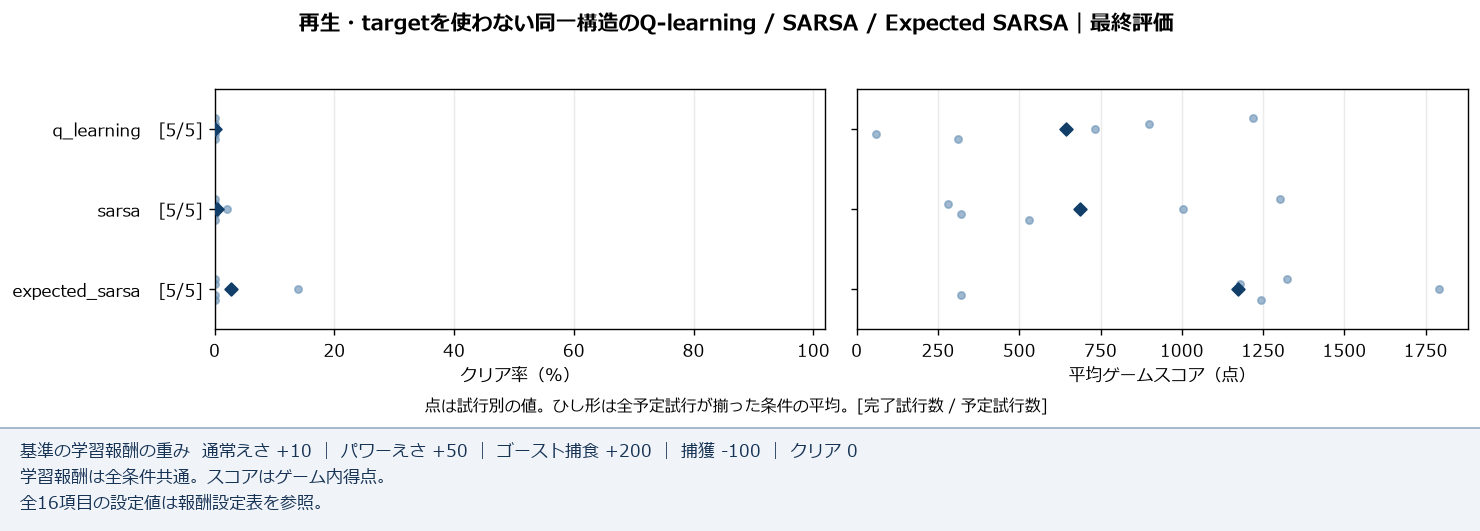 再生・targetを使わない同一構造のQ-learning / SARSA / Expected SARSA｜最終評価
q_learning [5/5]
sarsa [5/5]
expected_sarsa [5/5]
0 20 40 60 80 100
クリア率（%）
0 250 500 750 1000 1250 1500 1750
平均ゲームスコア（点）
点は試行別の値。ひし形は全予定試行が揃った条件の平均。[完了試行数 / 予定試行数]
基準の学習報酬の重み 通常えさ +10 ｜ パワーえさ +50 ｜ ゴースト捕食 +200 ｜ 捕獲 -100 ｜ クリア 0
学習報酬は全条件共通。スコアはゲーム内得点。
全16項目の設定値は報酬設定表を参照。